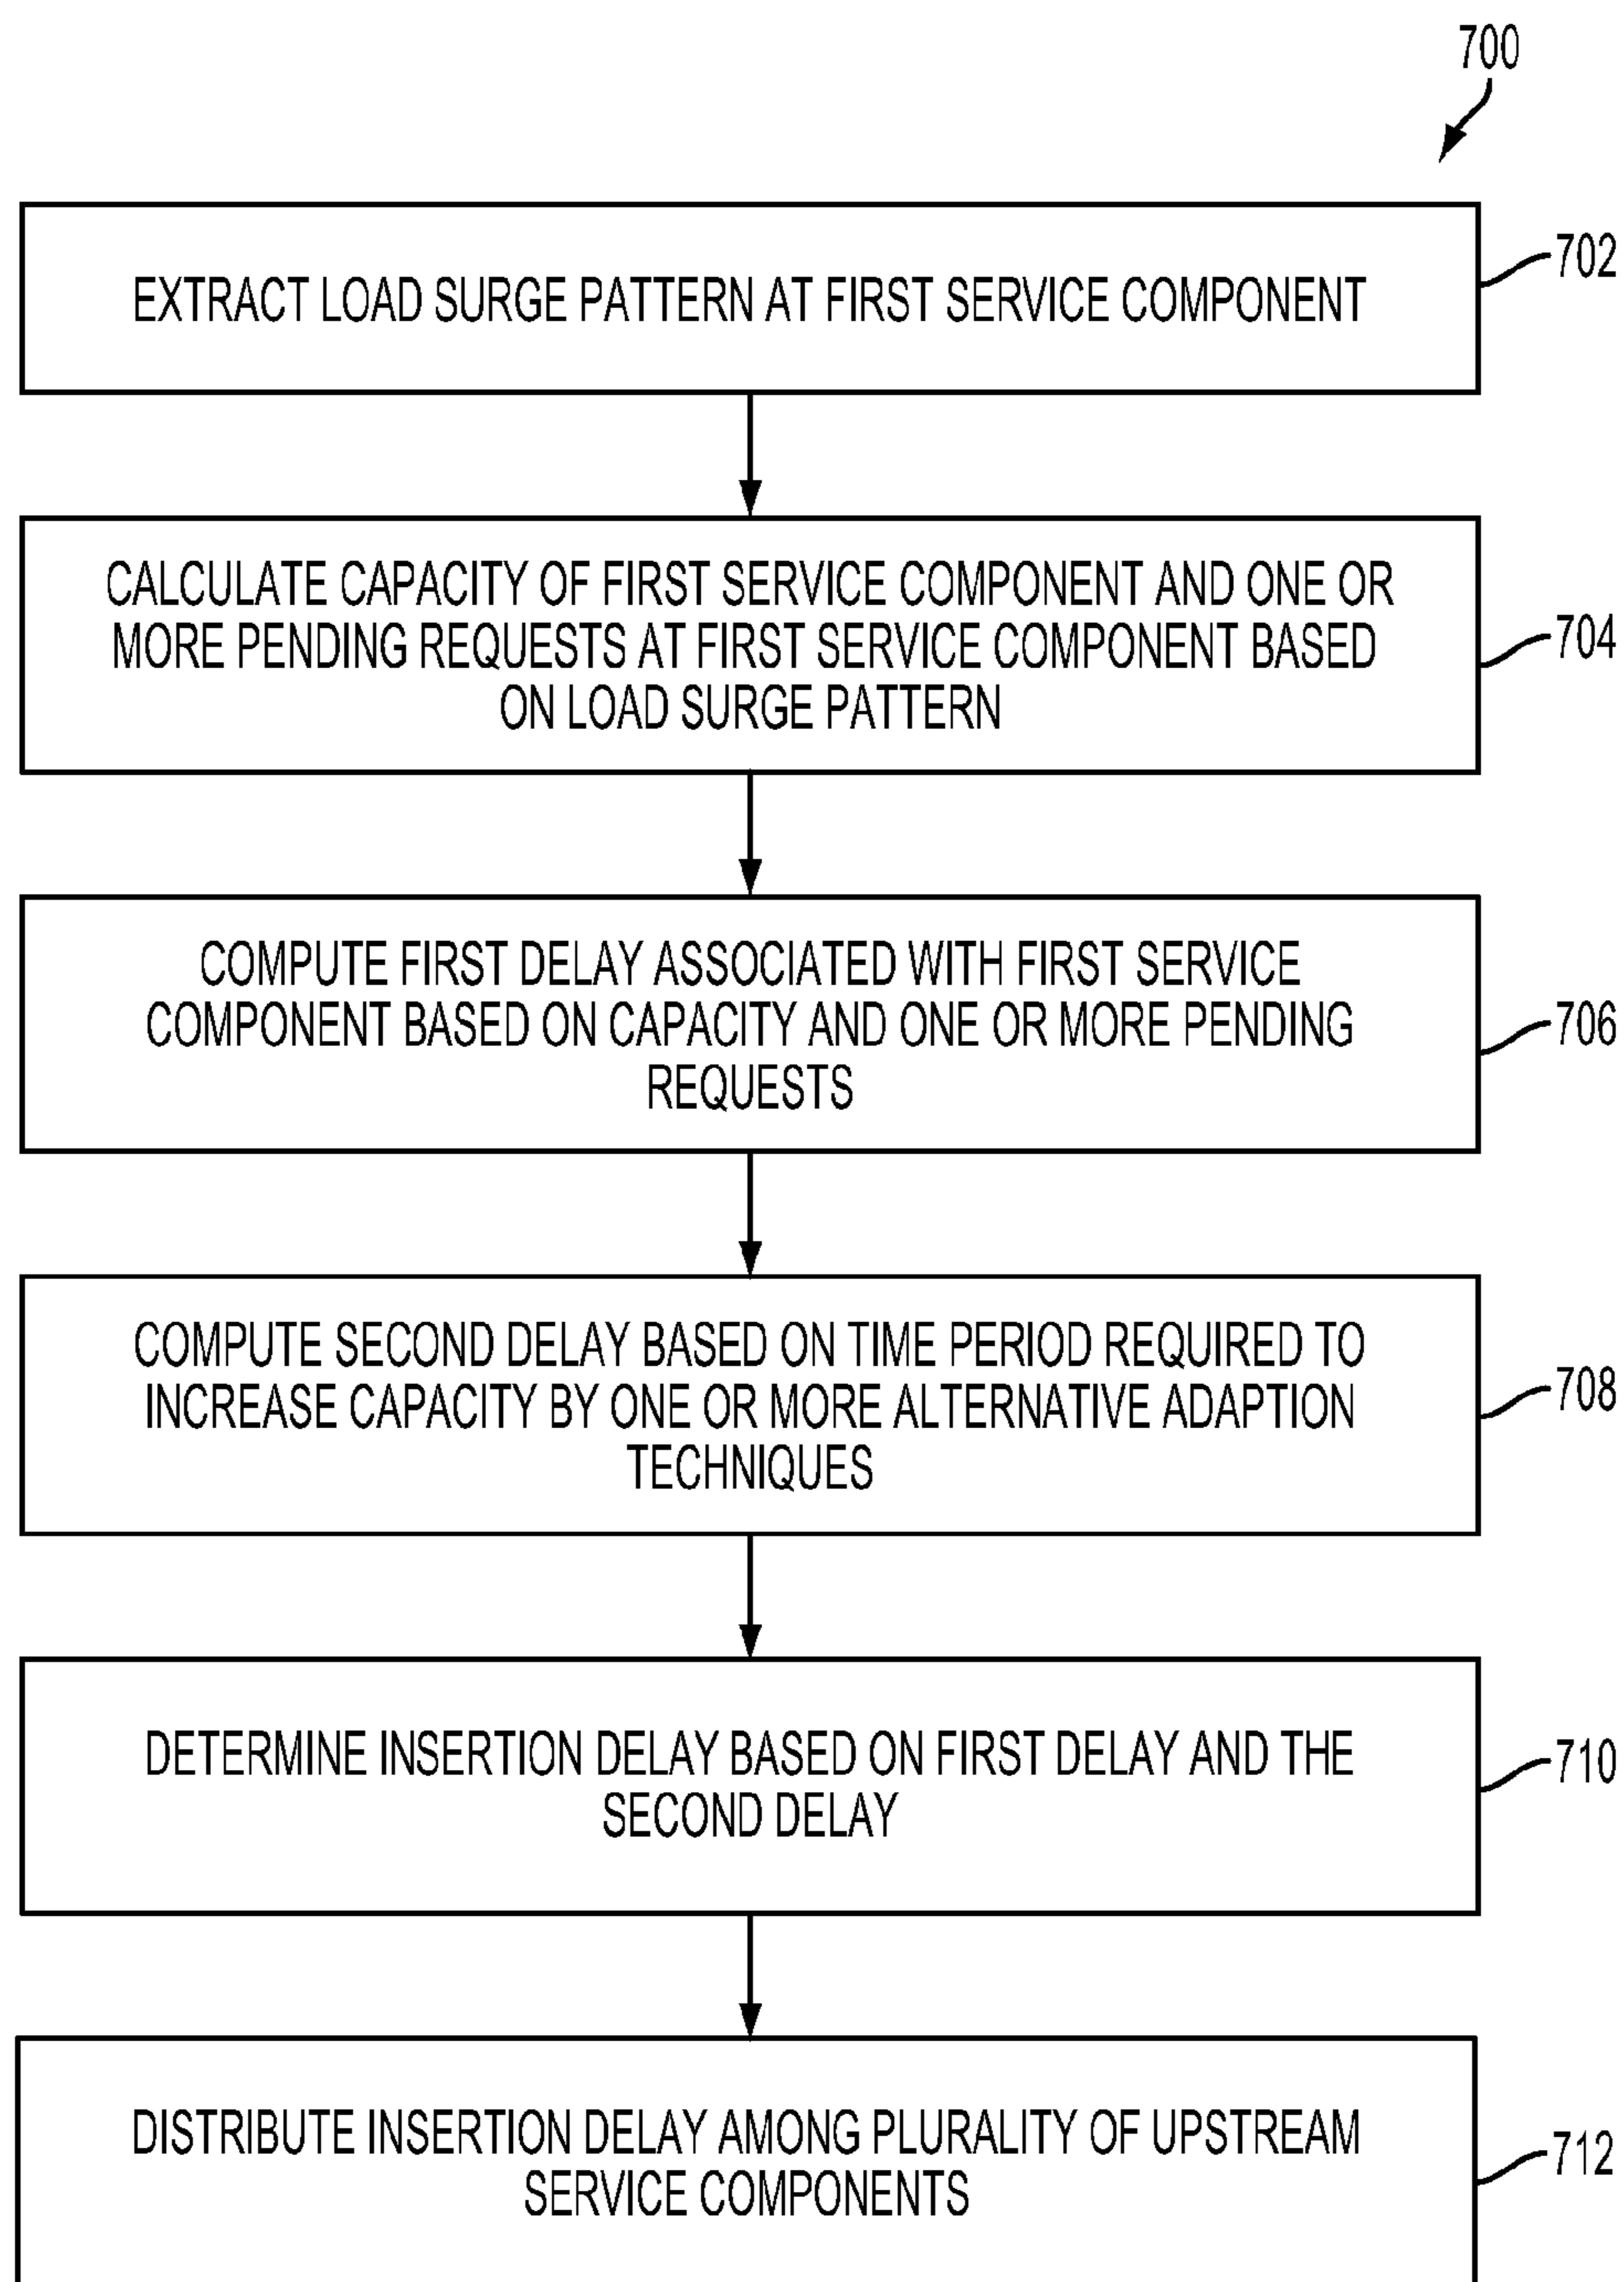 700
EXTRACT LOAD SURGE PATTERN AT FIRST SERVICE COMPONENT
702
CALCULATE CAPACITY OF FIRST SERVICE COMPONENT AND ONE OR
MORE PENDING REQUESTS AT FIRST SERVICE COMPONENT BASED
ON LOAD SURGE PATTERN
704
COMPUTE FIRST DELAY ASSOCIATED WITH FIRST SERVICE
COMPONENT BASED ON CAPACITY AND ONE OR MORE PENDING
REQUESTS
706
COMPUTE SECOND DELAY BASED ON TIME PERIOD REQUIRED TO
INCREASE CAPACITY BY ONE OR MORE ALTERNATIVE ADAPTION
TECHNIQUES
708
DETERMINE INSERTION DELAY BASED ON FIRST DELAY AND THE
SECOND DELAY
710
DISTRIBUTE INSERTION DELAY AMONG PLURALITY OF UPSTREAM
SERVICE COMPONENTS
712